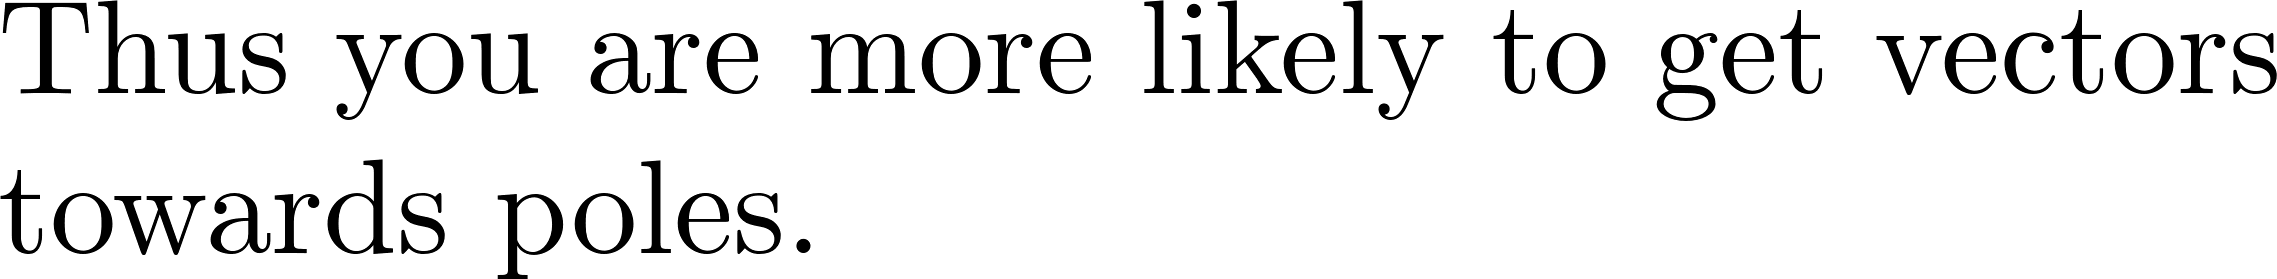 Thus you are more likely to get vectors
towards poles.